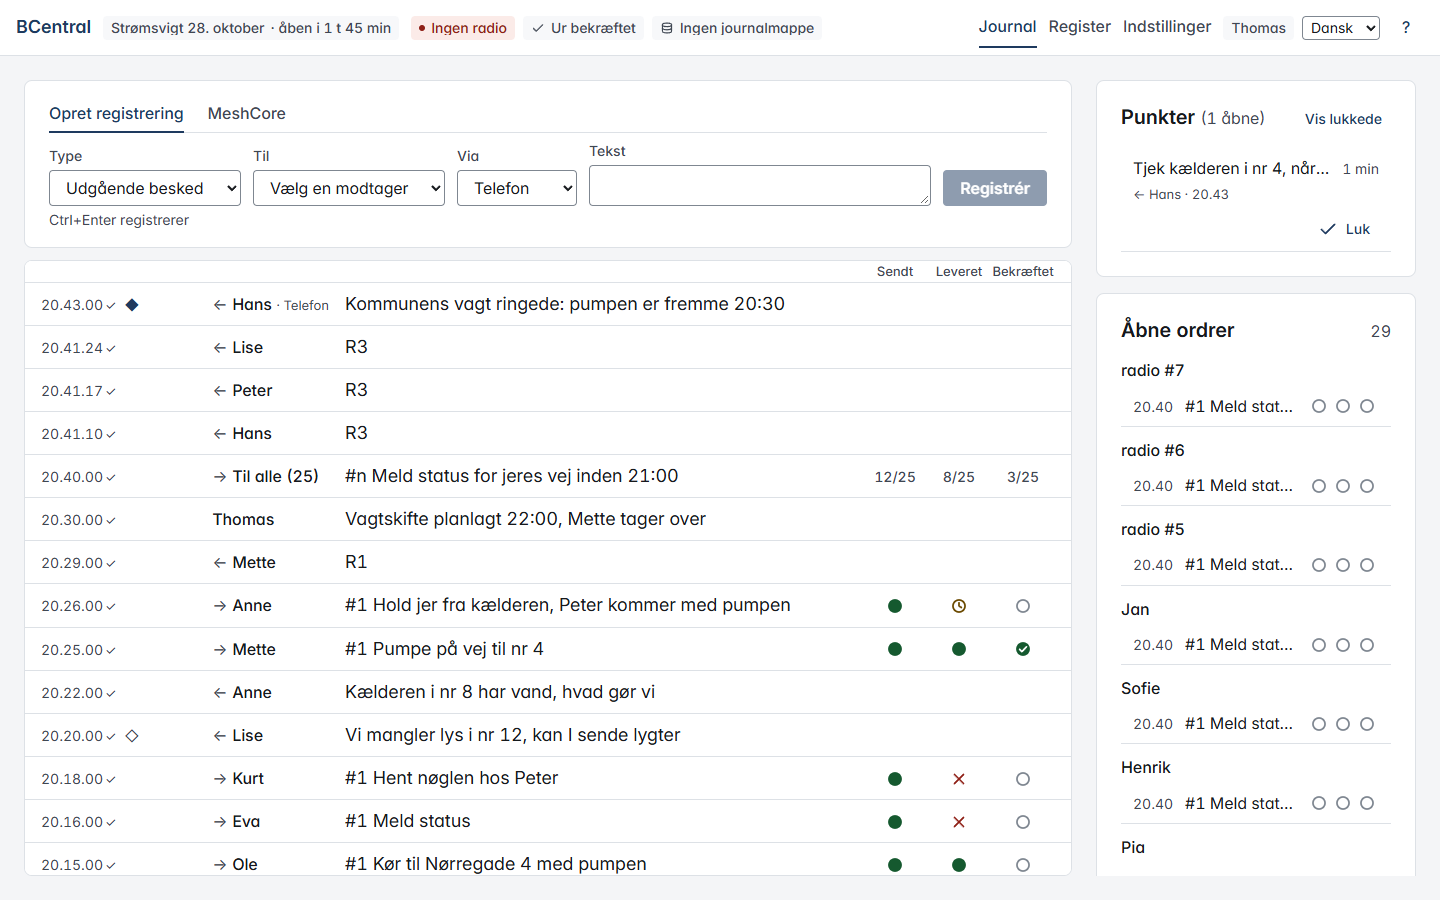 BCentral Strømsvigt 28. oktober · åben i 1 t 45 min Ingen radio Ur bekræftet Ingen journalmappe Journal Register Indstillinger Thomas Dansk ?
Opret registrering MeshCore
Type Til Via Tekst
Udgående besked Vælg en modtager Telefon Registrér
Ctrl+Enter registrerer
Sendt Leveret Bekræftet
20.43.00 ← Hans · Telefon Kommunens vagt ringede: pumpen er fremme 20:30
20.41.24 ← Lise R3
20.41.17 ← Peter R3
20.41.10 ← Hans R3
20.40.00 → Til alle (25) #n Meld status for jeres vej inden 21:00 12/25 8/25 3/25
20.30.00 Thomas Vagtskifte planlagt 22:00, Mette tager over
20.29.00 ← Mette R1
20.26.00 → Anne #1 Hold jer fra kælderen, Peter kommer med pumpen
20.25.00 → Mette #1 Pumpe på vej til nr 4
20.22.00 ← Anne Kælderen i nr 8 har vand, hvad gør vi
20.20.00 ← Lise Vi mangler lys i nr 12, kan I sende lygter
20.18.00 → Kurt #1 Hent nøglen hos Peter
20.16.00 → Eva #1 Meld status
20.15.00 → Ole #1 Kør til Nørregade 4 med pumpen
Punkter (1 åbne) Vis lukkede
Tjek kælderen i nr 4, når... 1 min
← Hans · 20.43
Luk
Åbne ordrer 29
radio #7
20.40 #1 Meld stat...
radio #6
20.40 #1 Meld stat...
radio #5
20.40 #1 Meld stat...
Jan
20.40 #1 Meld stat...
Sofie
20.40 #1 Meld stat...
Henrik
20.40 #1 Meld stat...
Pia